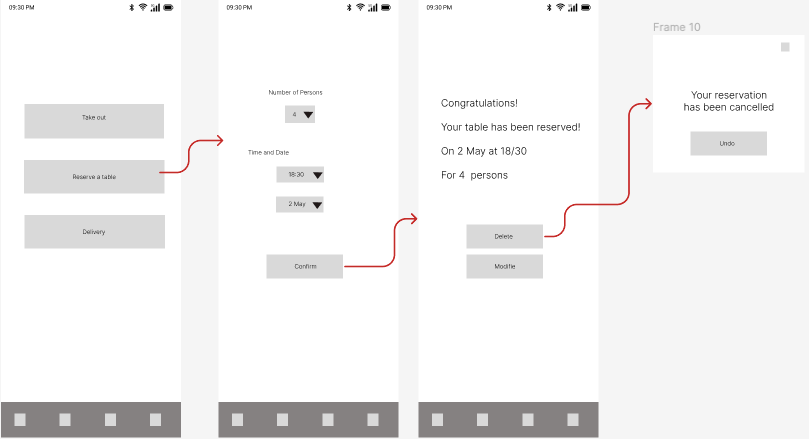 09:30 PM
Take out
Reserve a table
Delivery
09:30 PM
Number of Persons
4
Time and Date
18:30
2 May
Confirm
09:30 PM
Congratulations!
Your table has been reserved!
On 2 May at 18/30
For 4 persons
Delete
Modifie
Frame 10
Your reservation
has been cancelled
Undo